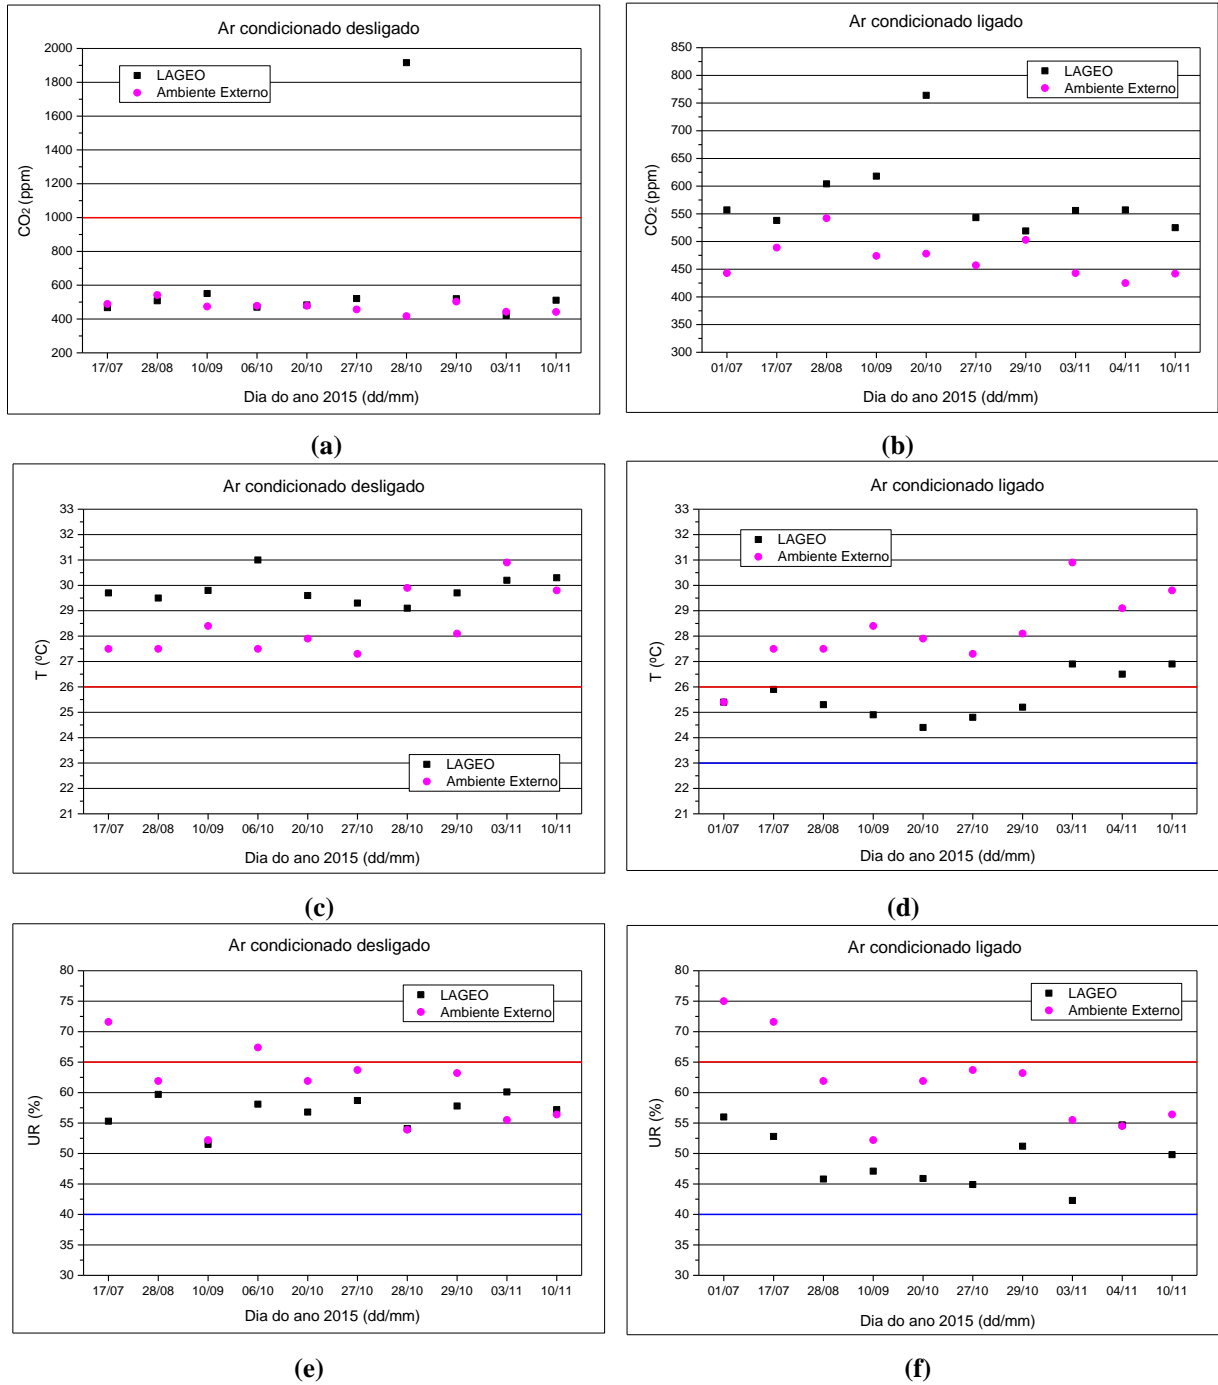 Ar condicionado desligado
2000
1800
1600
1400
1200
1000
800
600
400
200
CO2 (ppm)
LAGEO
Ambiente Externo
17/07 28/08 10/09 06/10 20/10 27/10 28/10 29/10 03/11 10/11
Dia do ano 2015 (dd/mm)
(a)
Ar condicionado ligado
850
800
750
700
650
600
550
500
450
400
350
300
CO2 (ppm)
LAGEO
Ambiente Externo
01/07 17/07 28/08 10/09 20/10 27/10 29/10 03/11 04/11 10/11
Dia do ano 2015 (dd/mm)
(b)
Ar condicionado desligado
33
32
31
30
29
28
27
26
25
24
23
22
21
T (ºC)
LAGEO
Ambiente Externo
17/07 28/08 10/09 06/10 20/10 27/10 28/10 29/10 03/11 10/11
Dia do ano 2015 (dd/mm)
(c)
Ar condicionado ligado
33
32
31
30
29
28
27
26
25
24
23
22
21
T (ºC)
LAGEO
Ambiente Externo
01/07 17/07 28/08 10/09 20/10 27/10 29/10 03/11 04/11 10/11
Dia do ano 2015 (dd/mm)
(d)
Ar condicionado desligado
80
75
70
65
60
55
50
45
40
35
30
UR (%)
LAGEO
Ambiente Externo
17/07 28/08 10/09 06/10 20/10 27/10 28/10 29/10 03/11 10/11
Dia do ano 2015 (dd/mm)
(e)
Ar condicionado ligado
80
75
70
65
60
55
50
45
40
35
30
UR (%)
LAGEO
Ambiente Externo
01/07 17/07 28/08 10/09 20/10 27/10 29/10 03/11 04/11 10/11
Dia do ano 2015 (dd/mm)
(f)